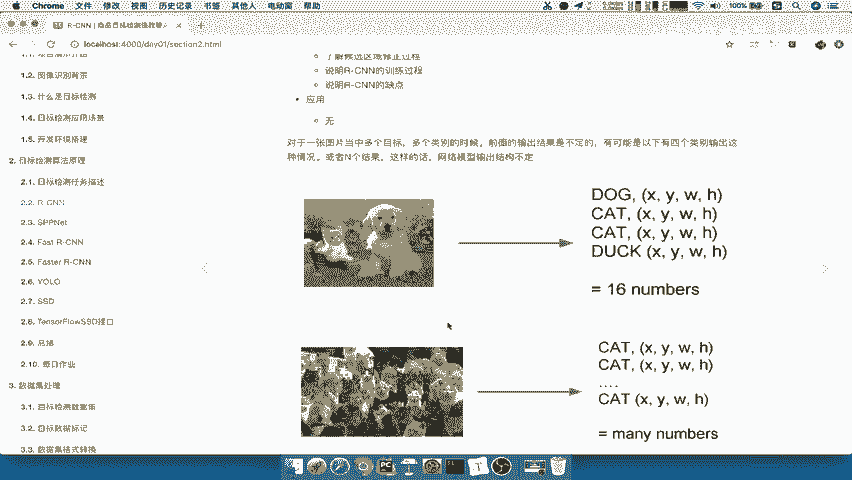 Chrome 文件 修改 视图 历史记录 书签 其他人 电动窗 帮助
100%
localhost:4000/day01/section2.html
1.2. 图像识别背景
1.3. 什么是目标检测
1.4. 目标检测应用场景
1.5. 开发环境搭建
2. 目标检测算法原理
2.1. 目标检测任务描述
2.2. R-CNN
2.3. SPPNet
2.4. Fast R-CNN
2.5. Faster R-CNN
2.6. YOLO
2.7. SSD
2.8. TensorFlowSSD接口
2.9. 总结
2.10. 每日作业
3. 数据集处理
3.1. 目标检测数据集
3.2. 目标数据标记
3.3. 数据集格式转换
了解候选区域修正过程
说明R-CNN的训练过程
说明R-CNN的缺点
应用
无
对于一张图片当中多个目标，多个类别的时候。前面的输出结果是不定的，有可能是以下有四个类别输出这
种情况。或者N个结果，这样的话，网络模型输出结构不定
DOG, (x, y, w, h)
CAT, (x, y, w, h)
CAT, (x, y, w, h)
DUCK (x, y, w, h)
= 16 numbers
CAT, (x, y, w, h)
CAT, (x, y, w, h)
....
CAT (x, y, w, h)
= many numbers